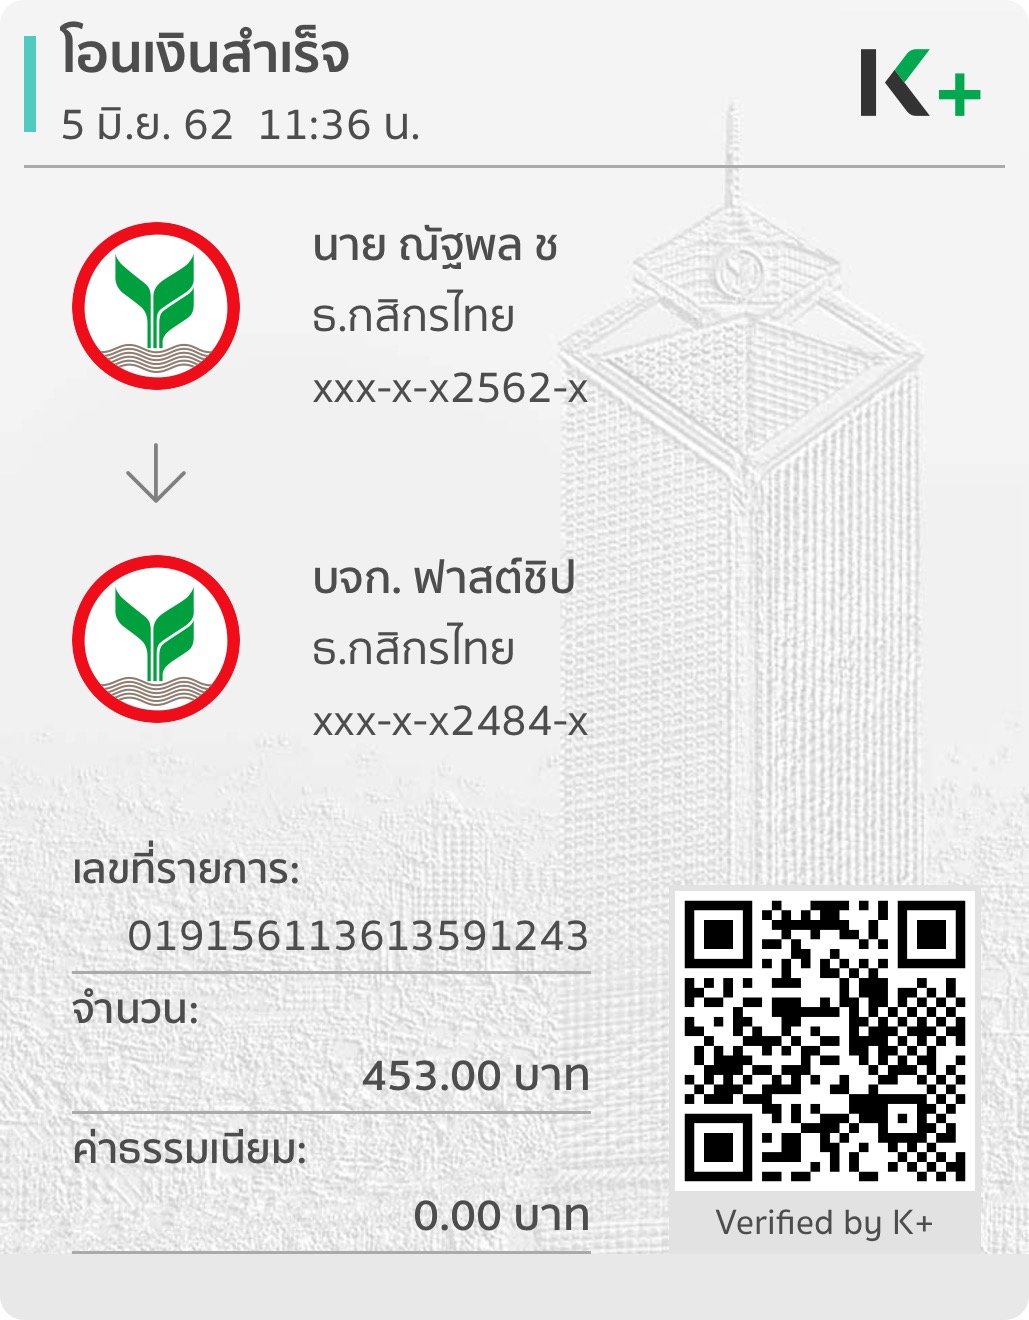 โอนเงินสำเร็จ
5 มิ.ย. 62 11:36 น.
K+
นาย ณัฐพล ช
ธ.กสิกรไทย
xxx-x-x2562-x
บจก. ฟาสต์ชิป
ธ.กสิกรไทย
xxx-x-x2484-x
เลขที่รายการ:
019156113613591243
จำนวน:
453.00 บาท
ค่าธรรมเนียม:
0.00 บาท
Verified by K+